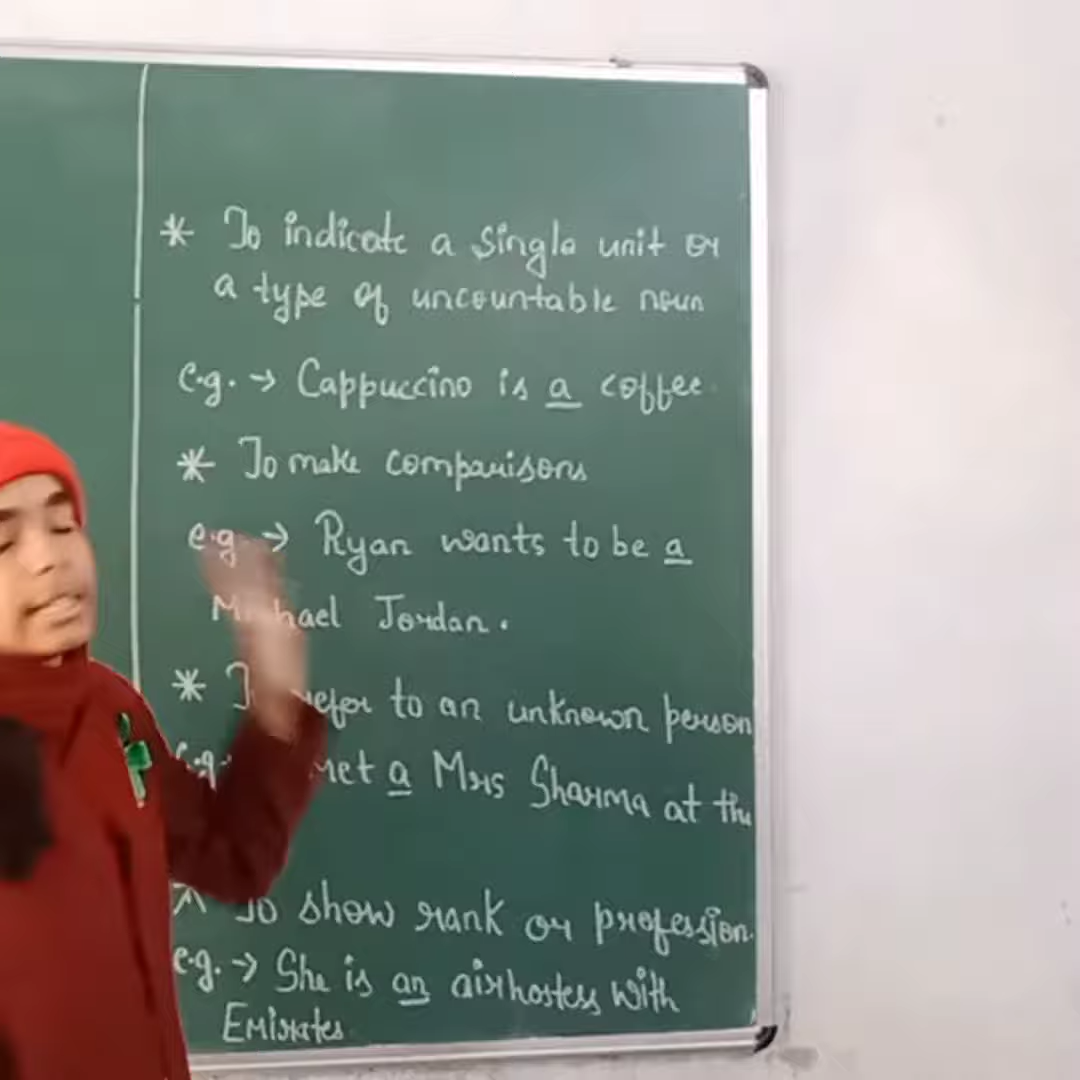 * To indicate a single unit or
a type of uncountable noun
e.g. → Cappuccino is a coffee.
* To make comparisons
e.g. → Ryan wants to be a
Michael Jordan.
* To refer to an unknown person
e.g. met a Mrs Sharma at the
* To show rank or profession.
e.g. → She is an airhostess with
Emirates.